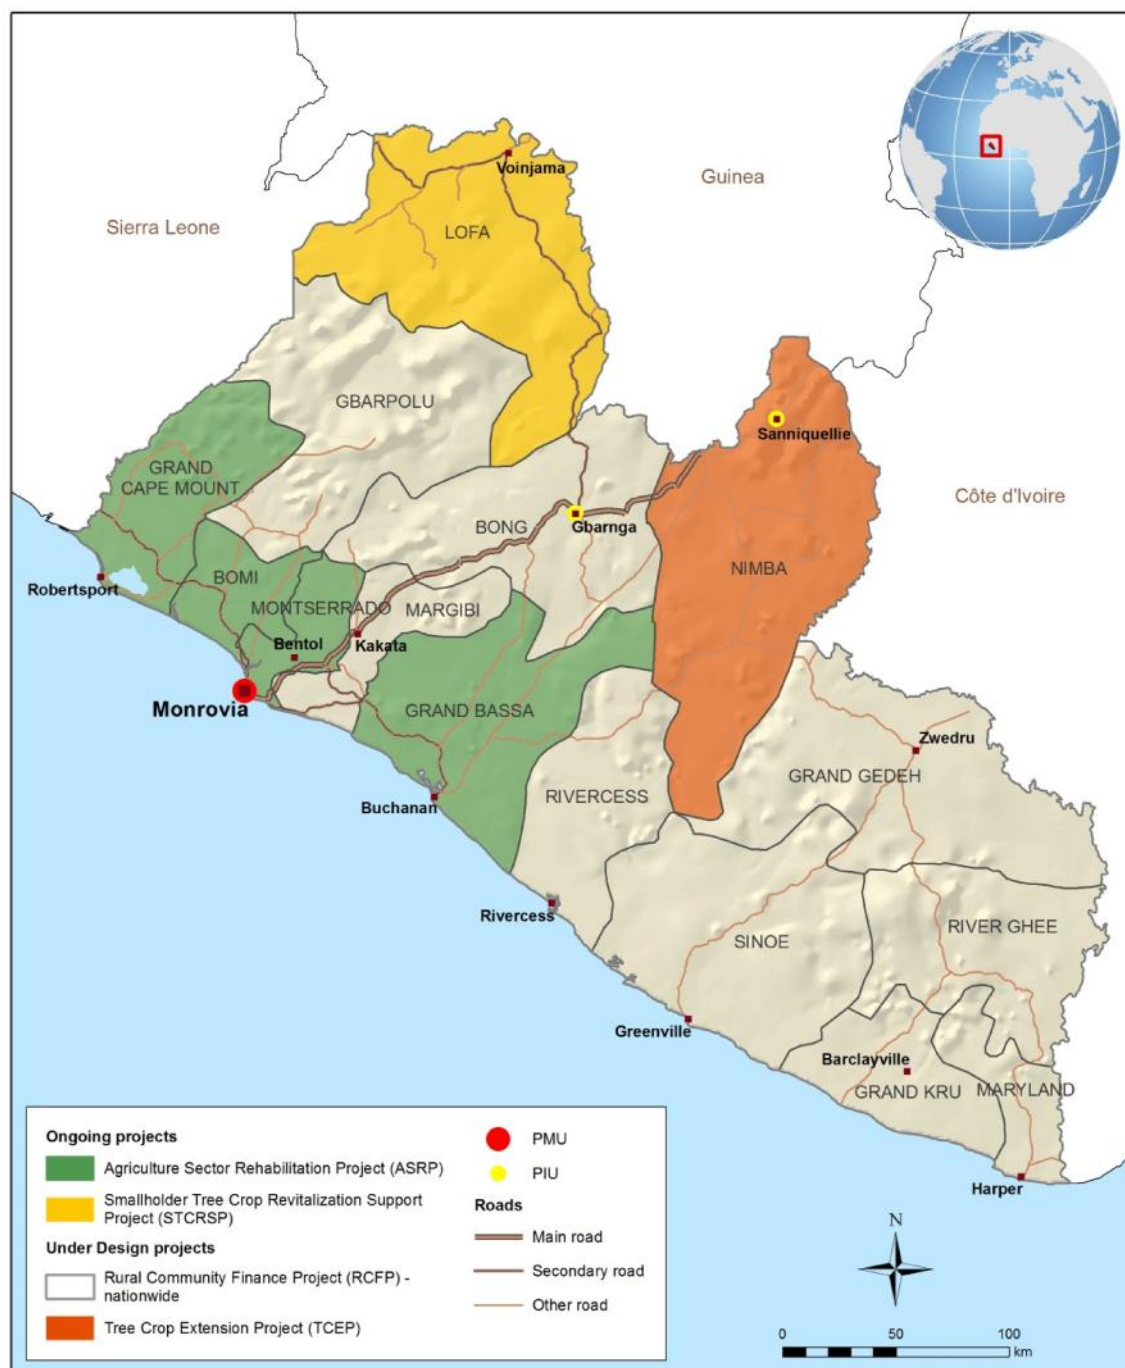 Voinjama
Guinea
Sierra Leone
LOFA
GBARPOLU
Sanniquellie
GRAND
CAPE MOUNT
Côte d'Ivoire
BONG
Gbarnga
NIMBA
Robertsport
BOMI
MONTSERRADO
MARGIBI
Bentol
Kakata
Monrovia
GRAND BASSA
Zwedru
GRAND GEDEH
Buchanan
RIVERCESS
Rivercess
SINOE
RIVER GHEE
Greenville
Barclayville
GRAND KRU
MARYLAND
Harper
Ongoing projects
Agriculture Sector Rehabilitation Project (ASRP)
Smallholder Tree Crop Revitalization Support
Project (STCRSP)
Under Design projects
Rural Community Finance Project (RCFP) -
nationwide
Tree Crop Extension Project (TCEP)
PMU
PIU
Roads
Main road
Secondary road
Other road
N
0 50 100
km